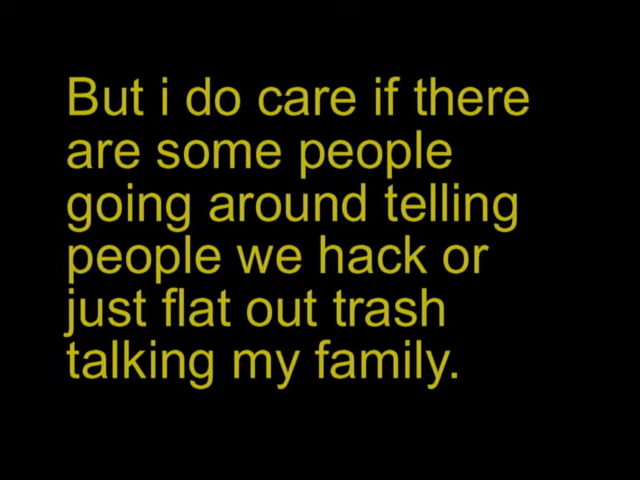 But i do care if there
are some people
going around telling
people we hack or
just flat out trash
talking my family.